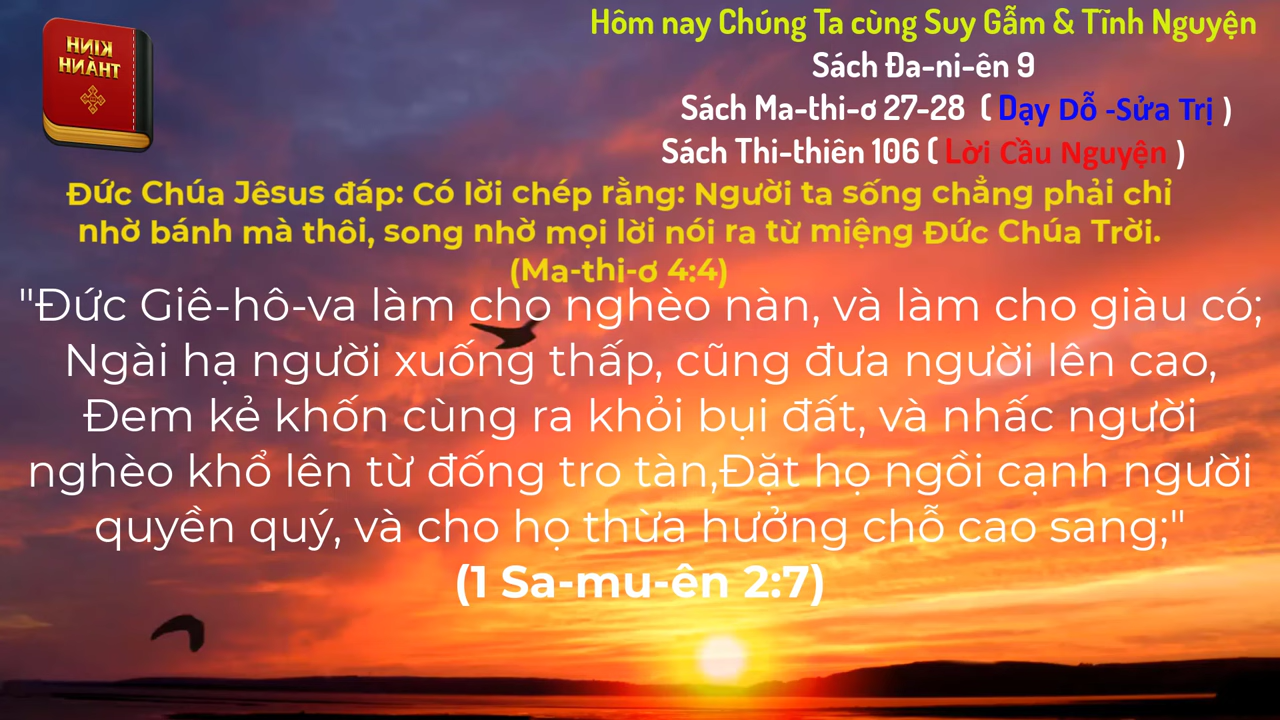 KINH
THÀNH
Hôm nay Chúng Ta cùng Suy Gẫm & Tĩnh Nguyện
Sách Đa-ni-ên 9
Sách Ma-thi-ơ 27-28 ( Dạy Dỗ -Sửa Trị )
Sách Thi-thiên 106 ( Lời Cầu Nguyện )
Đức Chúa Jêsus đáp: Có lời chép rằng: Người ta sống chẳng phải chỉ
nhờ bánh mà thôi, song nhờ mọi lời nói ra từ miệng Đức Chúa Trời.
(Ma-thi-ơ 4:4)
"Đức Giê-hô-va làm cho nghèo nàn, và làm cho giàu có;
Ngài hạ người xuống thấp, cũng đưa người lên cao,
Đem kẻ khốn cùng ra khỏi bụi đất, và nhấc người
nghèo khổ lên từ đống tro tàn,Đặt họ ngồi cạnh người
quyền quý, và cho họ thừa hưởng chỗ cao sang;"
(1 Sa-mu-ên 2:7)